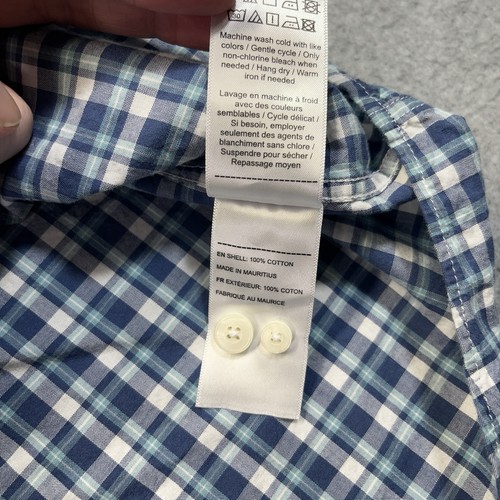 Machine wash cold with like
colors / Gentle cycle / Only
non-chlorine bleach when
needed / Hang dry / Warm
iron if needed
Lavage en machine à froid
avec des couleurs
semblables / Cycle délicat /
Si besoin, employer
seulement des agents de
blanchiment sans chlore /
Suspendre pour sécher /
Repassage moyen
EN SHELL: 100% COTTON
MADE IN MAURITIUS
FR EXTÉRIEUR: 100% COTON
FABRIQUÉ AU MAURICE